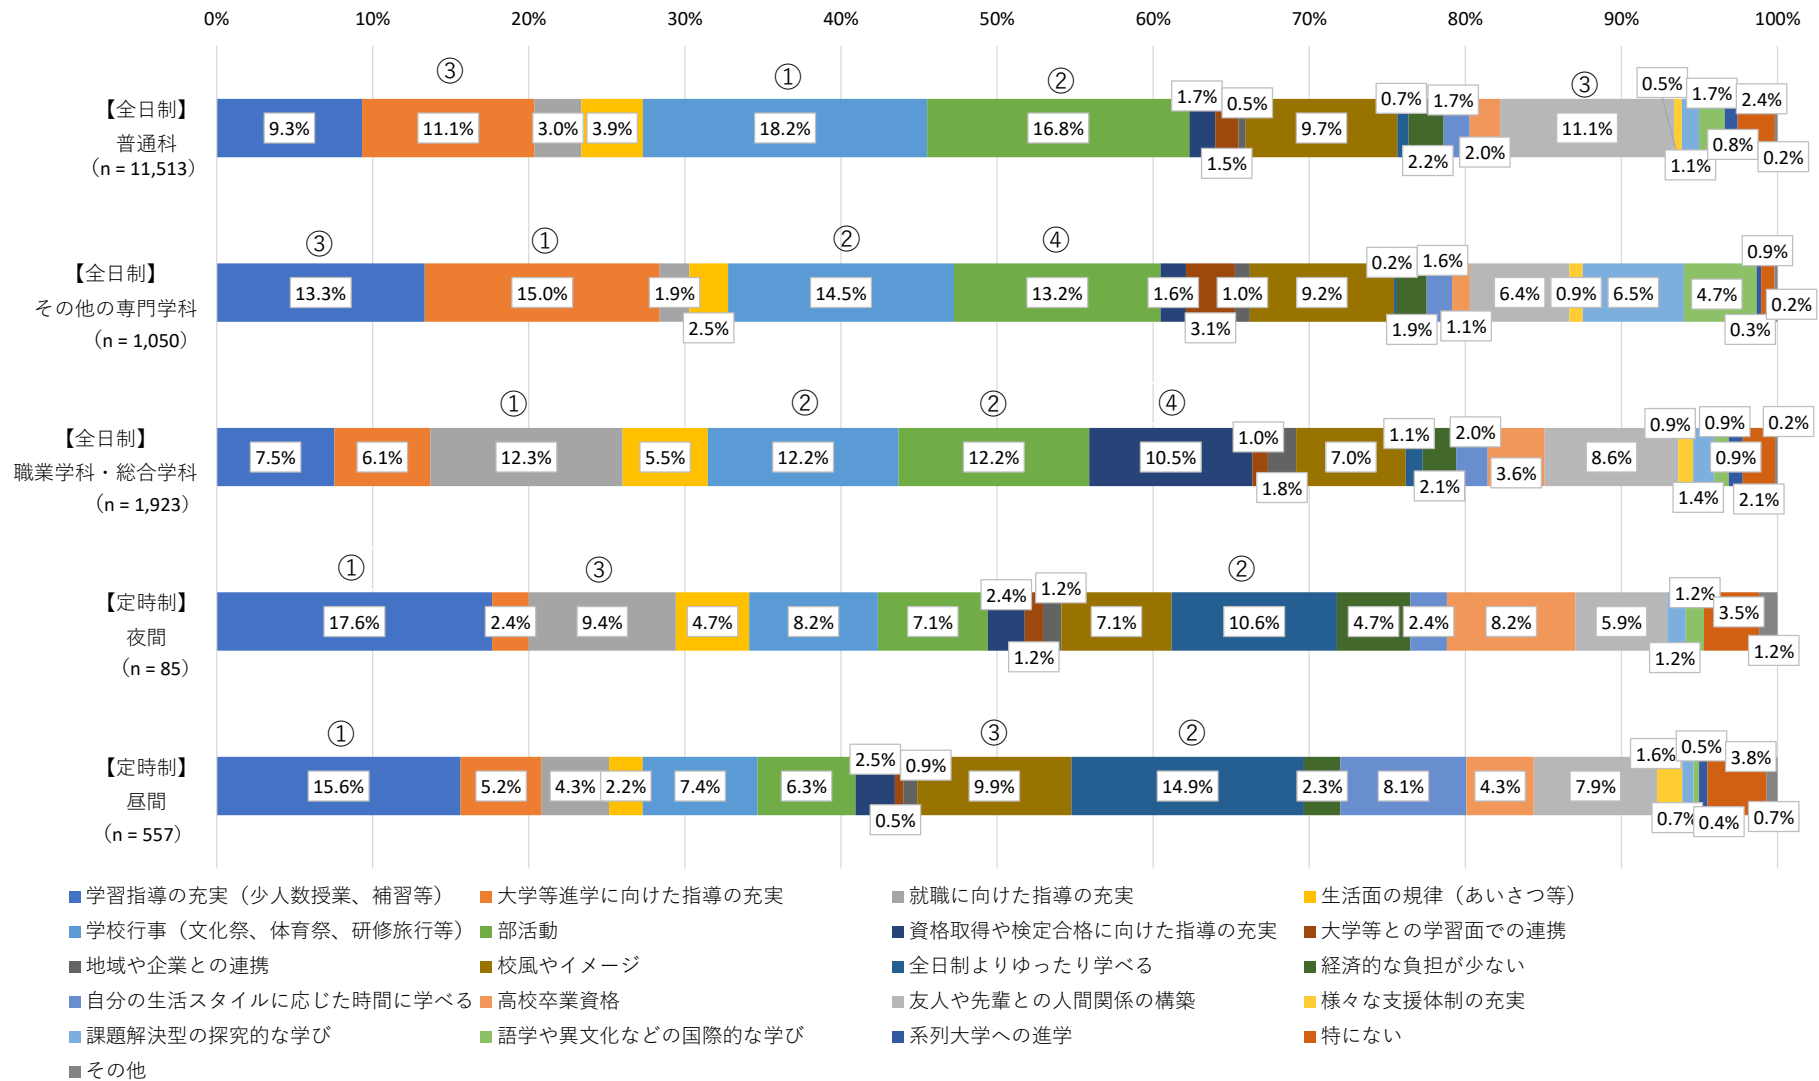 0% 10% 20% 30% 40% 50% 60% 70% 80% 90% 100%
③ ① ② ③
【全日制】
普通科
（n = 11,513）
9.3% 11.1% 3.0% 3.9% 18.2% 16.8% 1.7% 1.5% 0.5% 9.7% 0.7% 2.2% 1.7% 2.0% 11.1% 0.5% 1.1% 1.7% 0.8% 2.4% 0.2%
③ ① ② ④
【全日制】
その他の専門学科
（n = 1,050）
13.3% 15.0% 1.9% 2.5% 14.5% 13.2% 1.6% 3.1% 1.0% 9.2% 0.2% 1.9% 1.6% 1.1% 6.4% 0.9% 6.5% 4.7% 0.3% 0.9% 0.2%
① ② ② ④
【全日制】
職業学科・総合学科
（n = 1,923）
7.5% 6.1% 12.3% 5.5% 12.2% 12.2% 10.5% 1.0% 1.8% 7.0% 1.1% 2.1% 2.0% 3.6% 8.6% 0.9% 1.4% 0.9% 0.9% 2.1% 0.2%
① ③ ②
【定時制】
夜間
（n = 85）
17.6% 2.4% 9.4% 4.7% 8.2% 7.1% 2.4% 1.2% 1.2% 7.1% 10.6% 4.7% 2.4% 8.2% 5.9% 1.2% 1.2% 3.5% 1.2%
① ③ ②
【定時制】
昼間
（n = 557）
15.6% 5.2% 4.3% 2.2% 7.4% 6.3% 2.5% 0.5% 0.9% 9.9% 14.9% 2.3% 8.1% 4.3% 7.9% 1.6% 0.7% 0.4% 0.5% 3.8% 0.7%
学習指導の充実（少人数授業、補習等） 大学等進学に向けた指導の充実 就職に向けた指導の充実 生活面の規律（あいさつ等）
学校行事（文化祭、体育祭、研修旅行等） 部活動 資格取得や検定合格に向けた指導の充実 大学等との学習面での連携
地域や企業との連携 校風やイメージ 全日制よりゆったり学べる 経済的な負担が少ない
自分の生活スタイルに応じた時間に学べる 高校卒業資格 友人や先輩との人間関係の構築 様々な支援体制の充実
課題解決型の探究的な学び 語学や異文化などの国際的な学び 系列大学への進学 特にない
その他